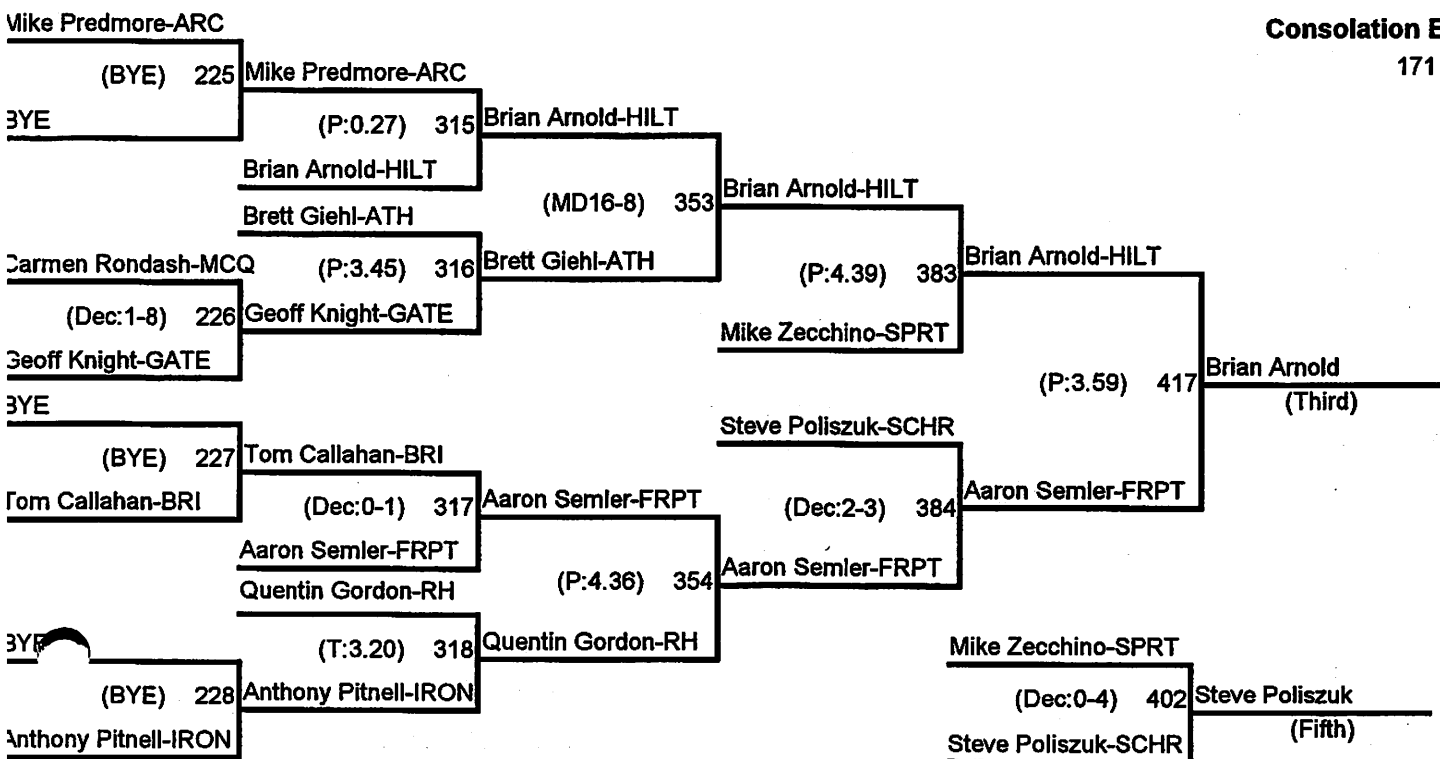 Mike Predmore-ARC
Consolation
171
(BYE) 225 Mike Predmore-ARC
BYE
(P:0.27) 315 Brian Arnold-HILT
Brian Arnold-HILT
(MD16-8) 353 Brian Arnold-HILT
Brett Giehl-ATH
Carmen Rondash-MCQ
(P:3.45) 316 Brett Giehl-ATH
(P:4.39) 383 Brian Arnold-HILT
(Dec:1-8) 226 Geoff Knight-GATE
Mike Zecchino-SPRT
Geoff Knight-GATE
(P:3.59) 417 Brian Arnold
(Third)
BYE
Steve Poliszuk-SCHR
(BYE) 227 Tom Callahan-BRI
Tom Callahan-BRI
(Dec:0-1) 317 Aaron Semler-FRPT
(Dec:2-3) 384 Aaron Semler-FRPT
Aaron Semler-FRPT
(P:4.36) 354 Aaron Semler-FRPT
Quentin Gordon-RH
BYE
(T:3.20) 318 Quentin Gordon-RH
Mike Zecchino-SPRT
(BYE) 228 Anthony Pitnell-IRON
(Dec:0-4) 402 Steve Poliszuk
(Fifth)
Anthony Pitnell-IRON
Steve Poliszuk-SCHR